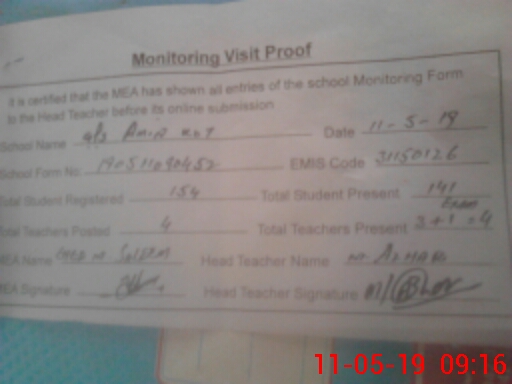 Monitoring Visit Proof
It is certified that the MEA has shown all entries of the school Monitoring Form
to the Head Teacher before its online submission
School Name Amin Kot Date 11-5-19
School Form No: EMIS Code 31150126
Total Student Registered 154 Total Student Present 141
Total Teachers Posted 4 Total Teachers Present 3+1=4
MEA Name Head Teacher Name
MEA Signature Head Teacher Signature
11-05-19 09:16